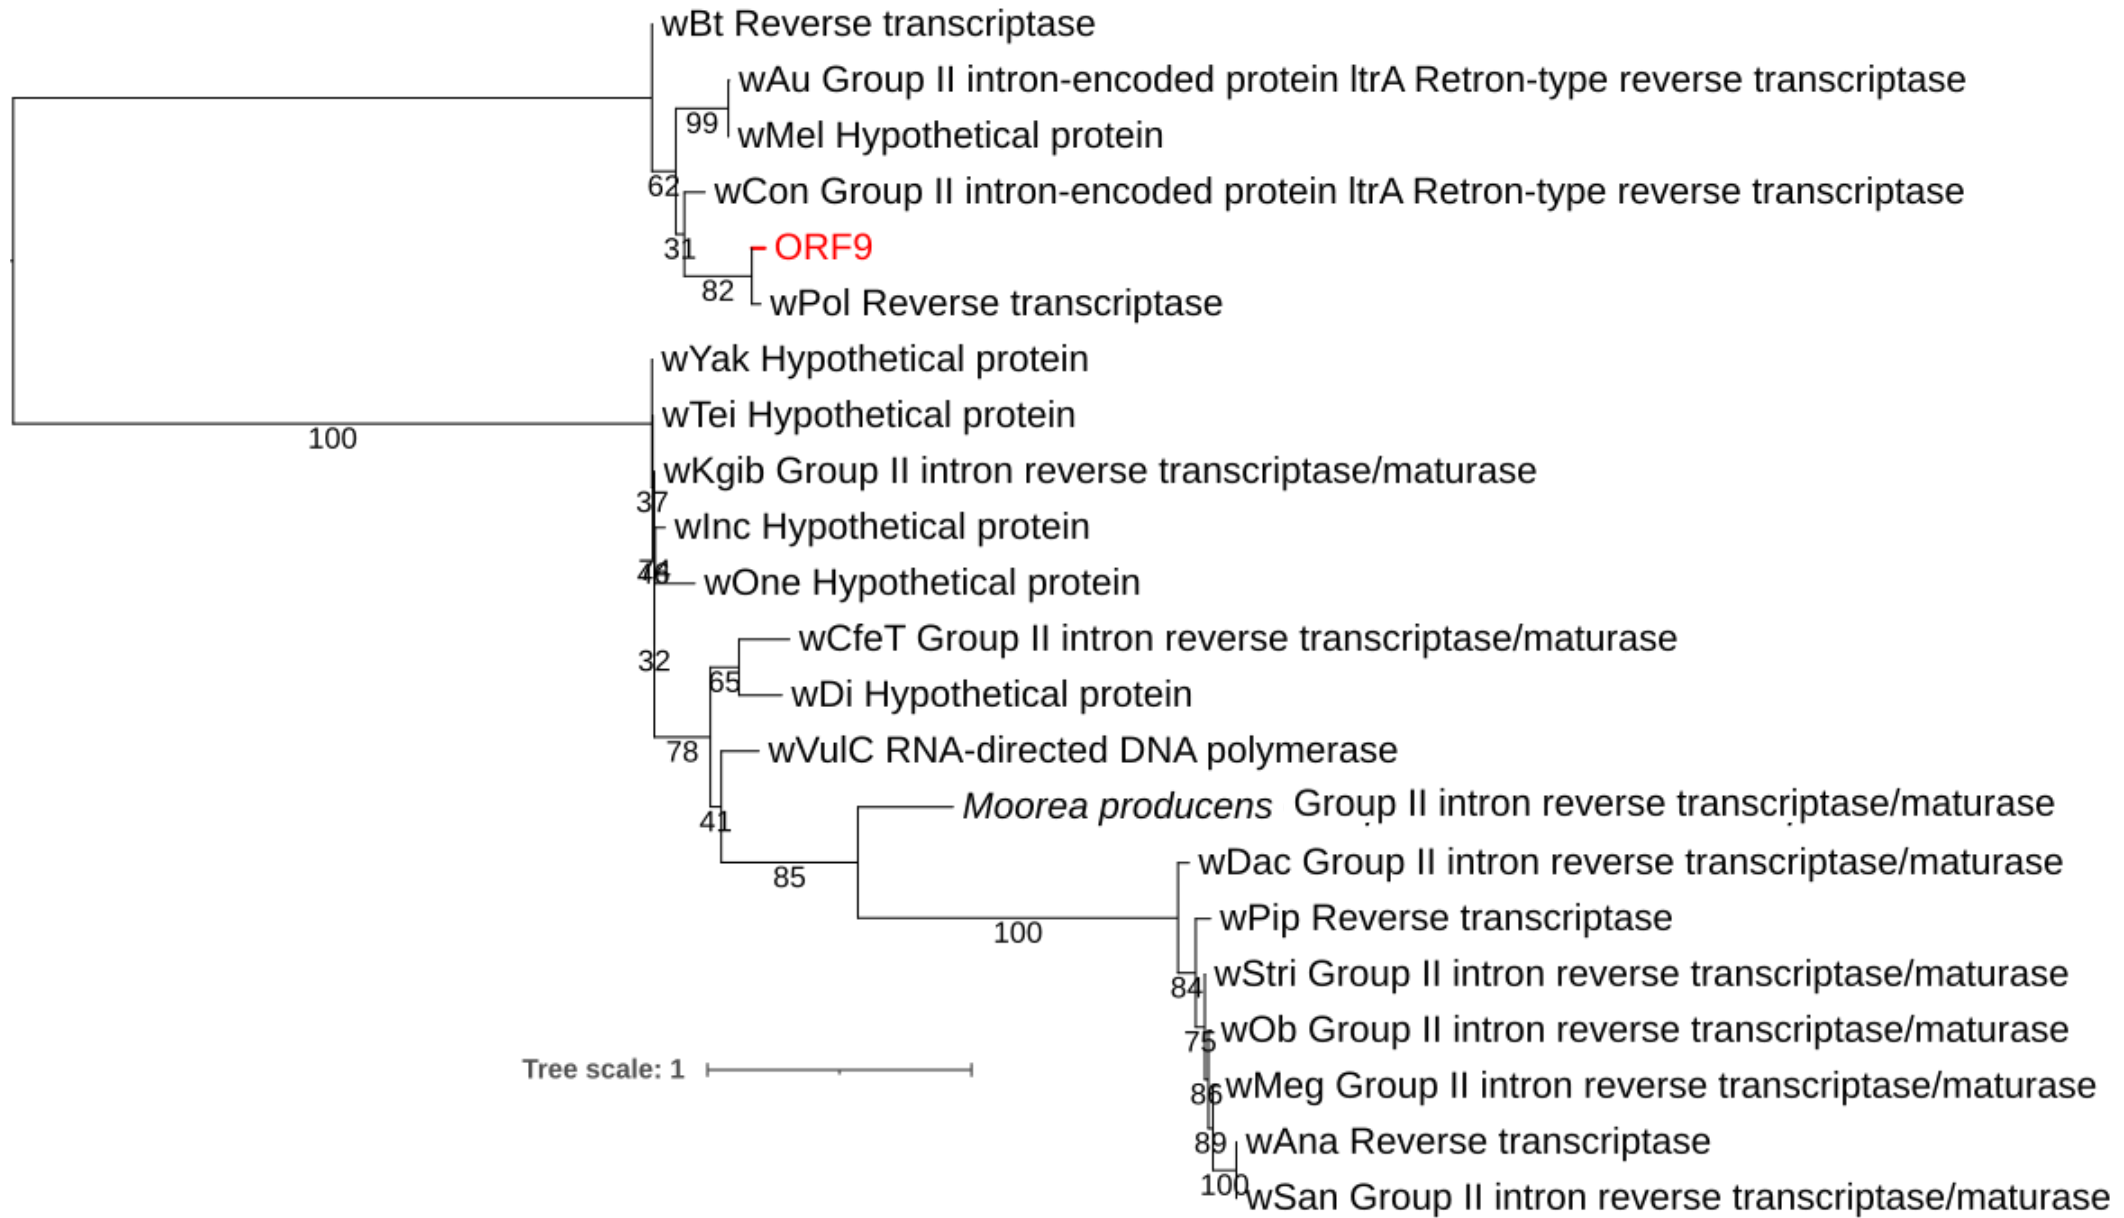 wBt Reverse transcriptase
wAu Group II intron-encoded protein ltrA Retron-type reverse transcriptase
99
wMel Hypothetical protein
62
wCon Group II intron-encoded protein ltrA Retron-type reverse transcriptase
31
ORF9
82
wPol Reverse transcriptase
wYak Hypothetical protein
wTei Hypothetical protein
100
wKgib Group II intron reverse transcriptase/maturase
37
wInc Hypothetical protein
74
wOne Hypothetical protein
wCfeT Group II intron reverse transcriptase/maturase
32
65
wDi Hypothetical protein
78
wVulC RNA-directed DNA polymerase
Moorea producens Group II intron reverse transcriptase/maturase
41
85
wDac Group II intron reverse transcriptase/maturase
100
wPip Reverse transcriptase
84
wStri Group II intron reverse transcriptase/maturase
75
wOb Group II intron reverse transcriptase/maturase
Tree scale: 1
86
wMeg Group II intron reverse transcriptase/maturase
89
wAna Reverse transcriptase
100
wSan Group II intron reverse transcriptase/maturase